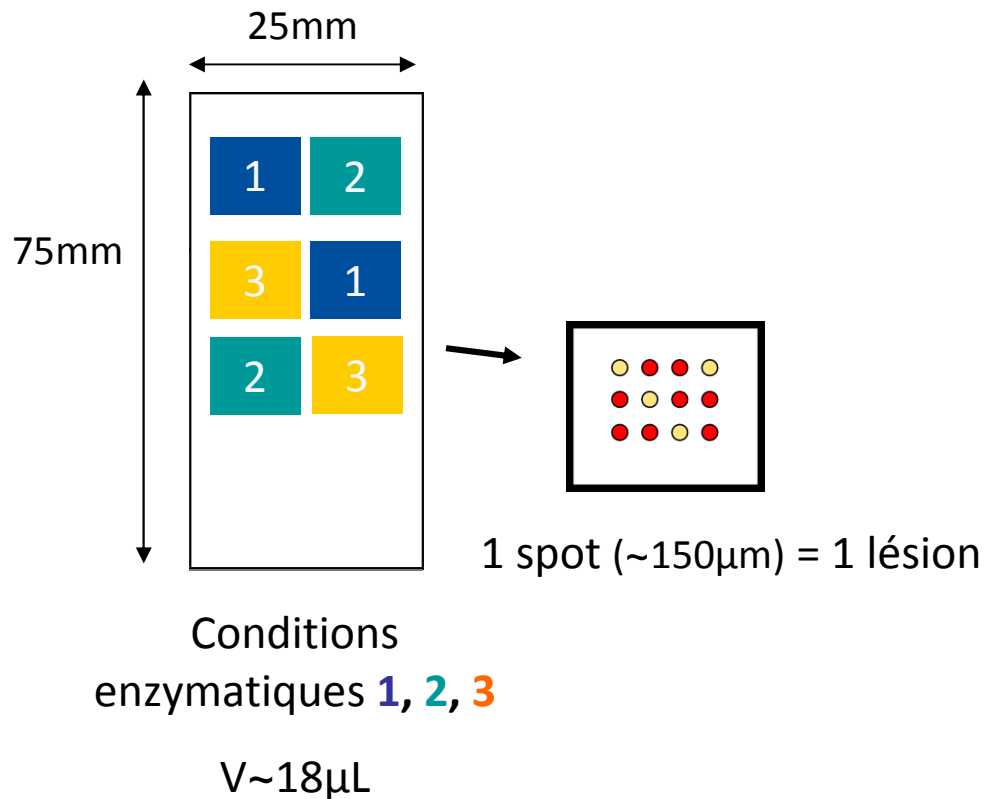 25mm
75mm
1 2
3 1
2 3
1 spot (~150µm) = 1 lésion
Conditions
enzymatiques 1, 2, 3
V~18µL